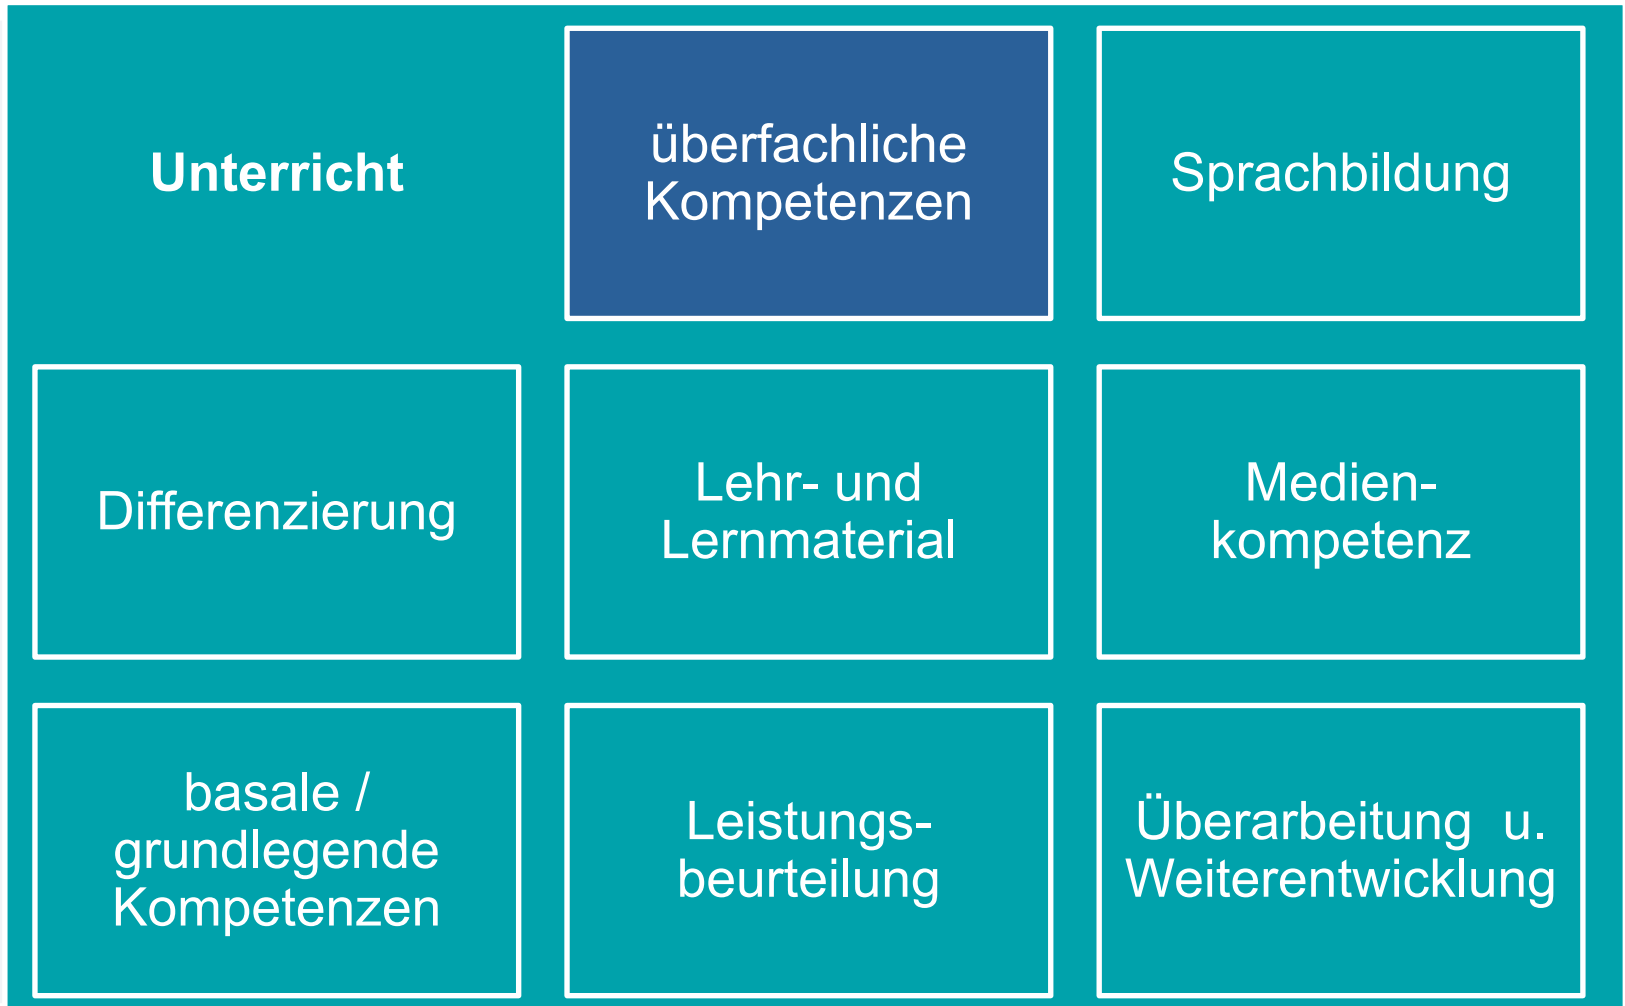 Unterricht
überfachliche
Kompetenzen
Sprachbildung
Differenzierung
Lehr- und
Lernmaterial
Medien-
kompetenz
basale /
grundlegende
Kompetenzen
Leistungs-
beurteilung
Überarbeitung u.
Weiterentwicklung